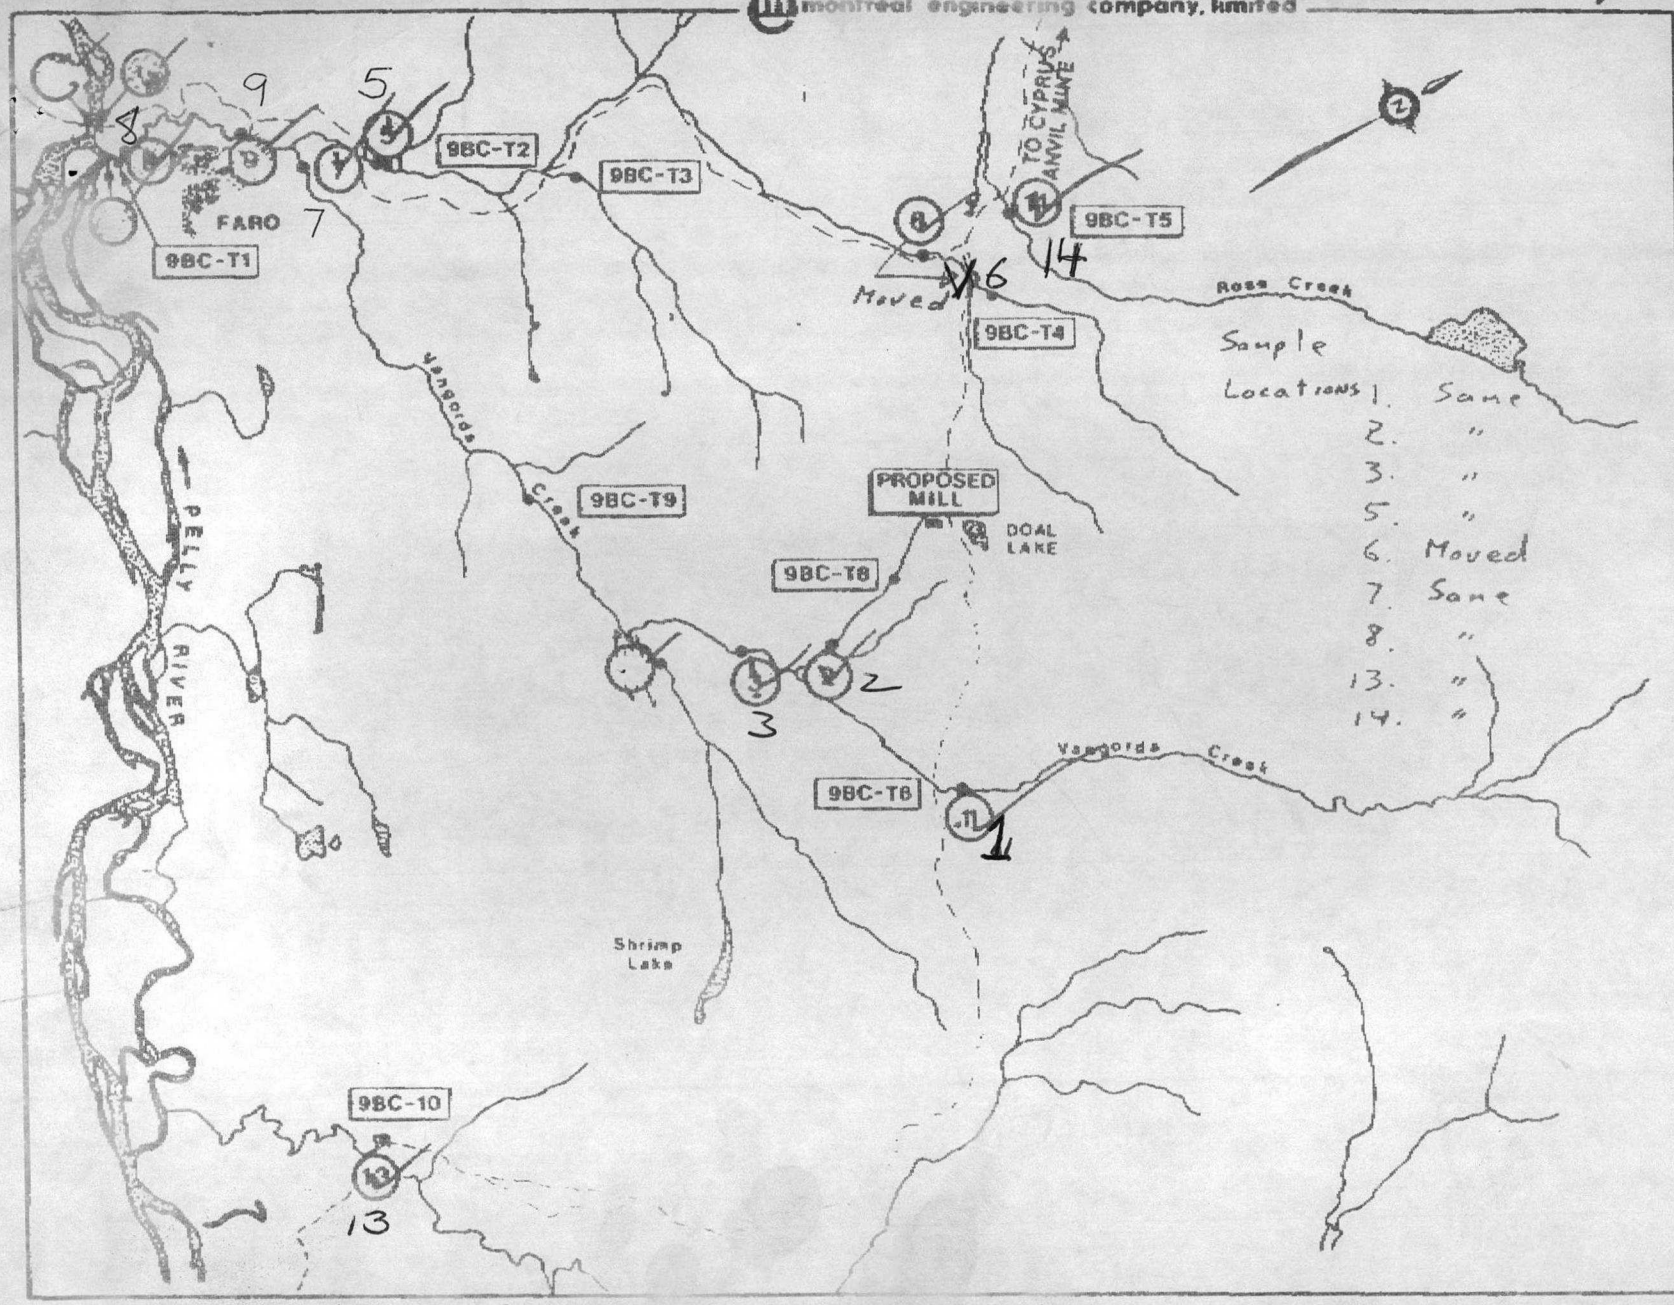 montreal engineering company, limited
TO CYPRUS
ANVIL MINE
9
5
8
9BC-T2
9BC-T3
9BC-T5
FARO
7
9BC-T1
14
6
Moved
9BC-T4
Rose Creek
Sample
Locations 1. Same
2. "
3. "
5. "
6. Moved
7. Same
8. "
13. "
14. "
Vangorda
Creek
9BC-T9
PROPOSED
MILL
DOAL
LAKE
9BC-T8
PELLY
RIVER
2
3
Vangorda Creek
9BC-T6
11
1
Shrimp
Lake
9BC-10
13
13